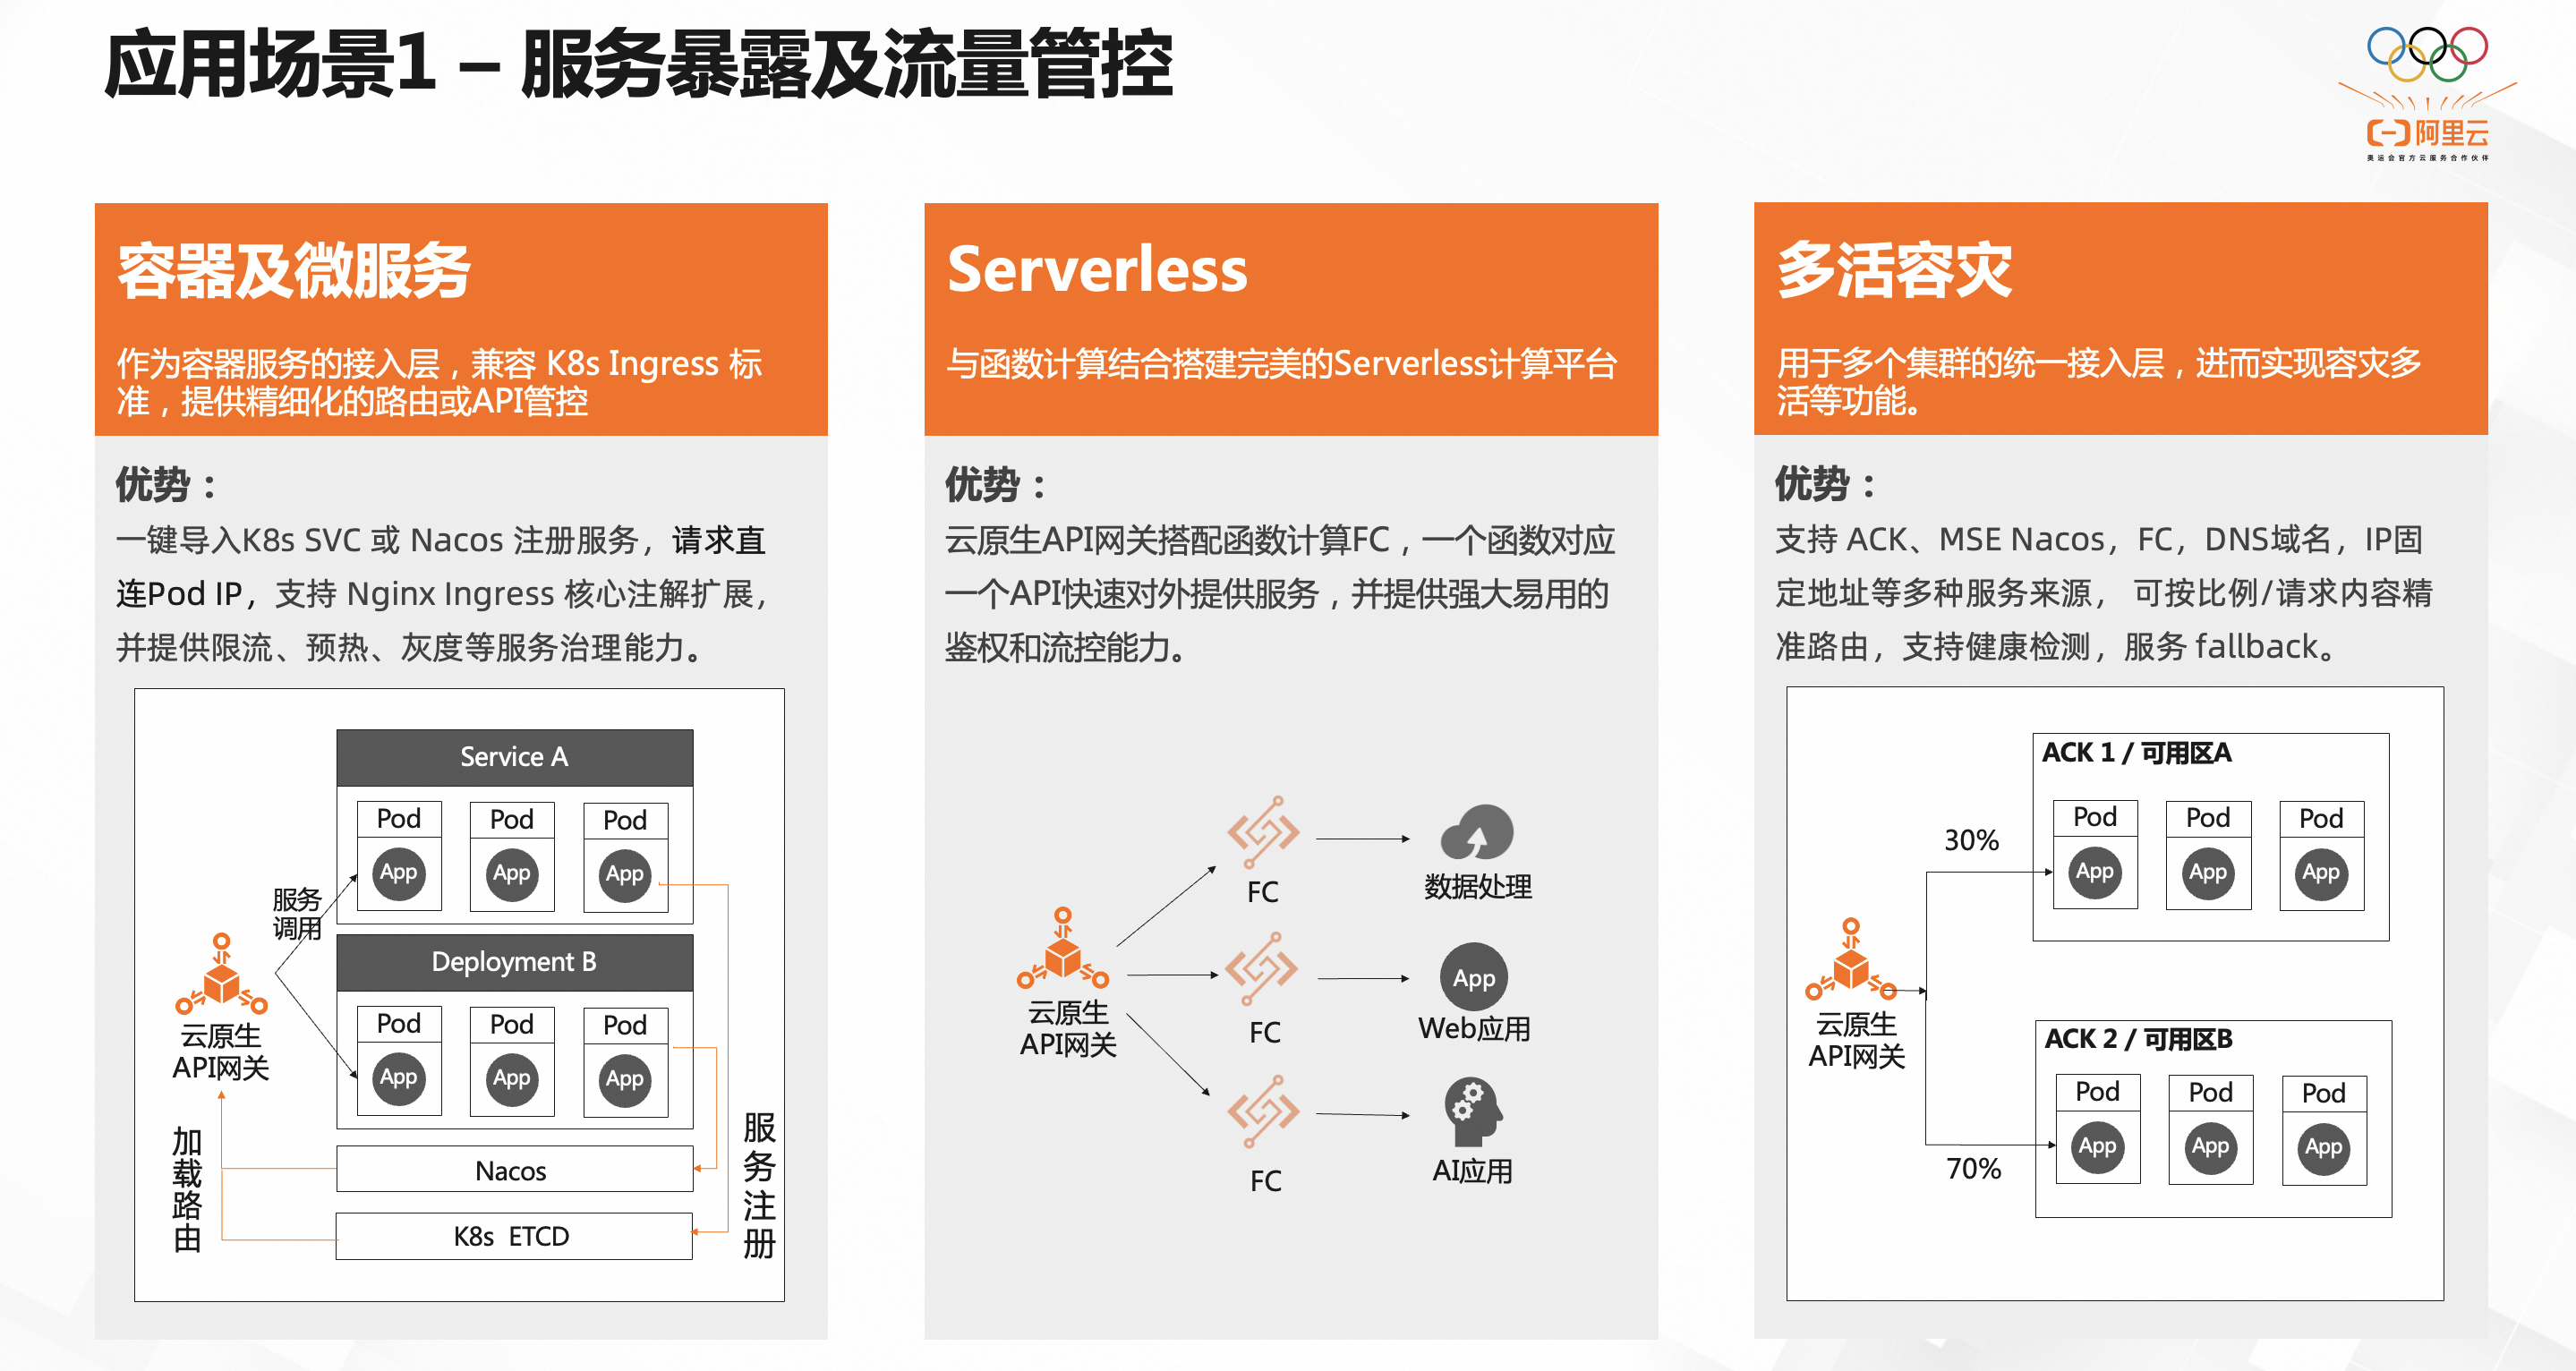 应用场景1 – 服务暴露及流量管控
阿里云
奥运会官方云服务合作伙伴
容器及微服务
作为容器服务的接入层，兼容 K8s Ingress 标
准，提供精细化的路由或API管控
优势：
一键导入K8s SVC 或 Nacos 注册服务，请求直
连Pod IP，支持 Nginx Ingress 核心注解扩展，
并提供限流、预热、灰度等服务治理能力。
Service A
Pod Pod Pod
App App App
服务
调用
Deployment B
Pod Pod Pod
App App App
云原生
API网关
加载路由
服务注册
Nacos
K8s ETCD
Serverless
与函数计算结合搭建完美的Serverless计算平台
优势：
云原生API网关搭配函数计算FC，一个函数对应
一个API快速对外提供服务，并提供强大易用的
鉴权和流控能力。
云原生
API网关
FC
数据处理
FC
App
Web应用
FC
AI应用
多活容灾
用于多个集群的统一接入层，进而实现容灾多
活等功能。
优势：
支持 ACK、MSE Nacos，FC，DNS域名，IP固
定地址等多种服务来源， 可按比例/请求内容精
准路由，支持健康检测，服务 fallback。
ACK 1 / 可用区A
Pod Pod Pod
App App App
30%
云原生
API网关
ACK 2 / 可用区B
Pod Pod Pod
App App App
70%